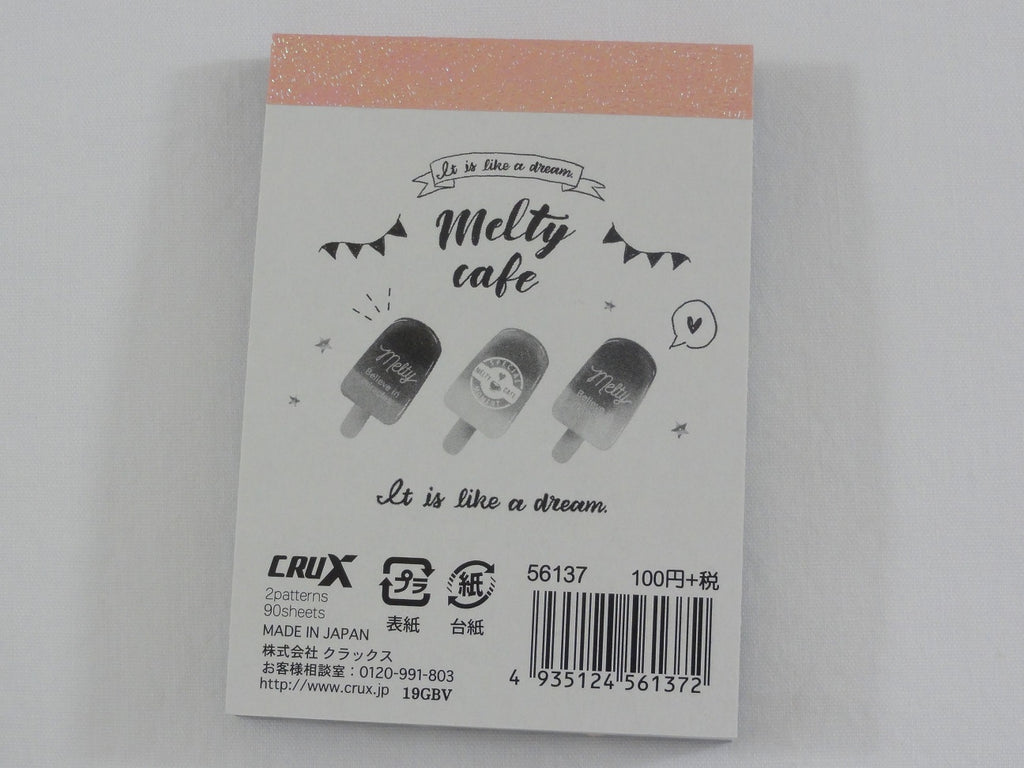 It is like a dream.
Melty
cafe
Melty
Believe in
SPECIAL
MELTY CAFE
Melty
It is like a dream.
CRUX
2patterns
90sheets
MADE IN JAPAN
株式会社 クラックス
お客様相談室：0120-991-803
http://www.crux.jp 19GBV
プラ
表紙
紙
台紙
56137 100円+税
4 935124 561372